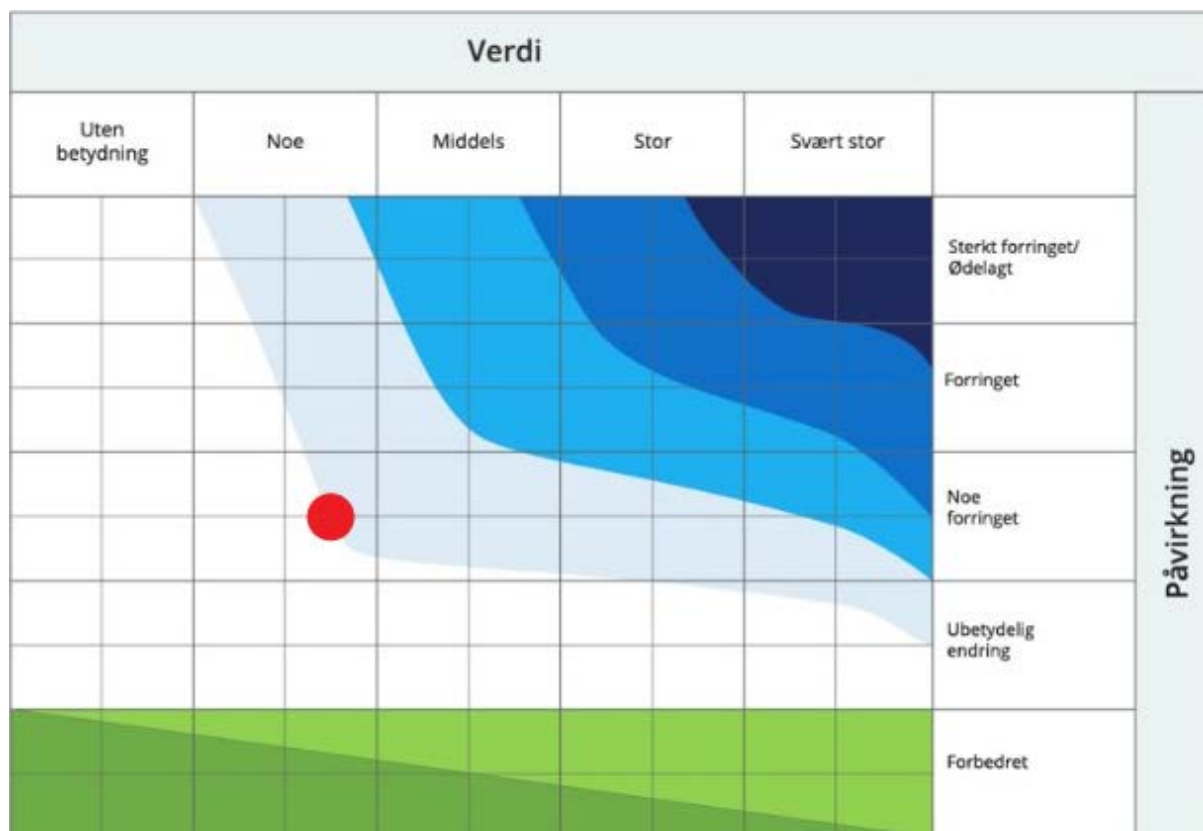 Verdi
Uten
betydning
Noe
Middels
Stor
Svært stor
Sterkt forringet/
Ødelagt
Forringet
Noe
forringet
Ubetydelig
endring
Forbedret
Påvirkning